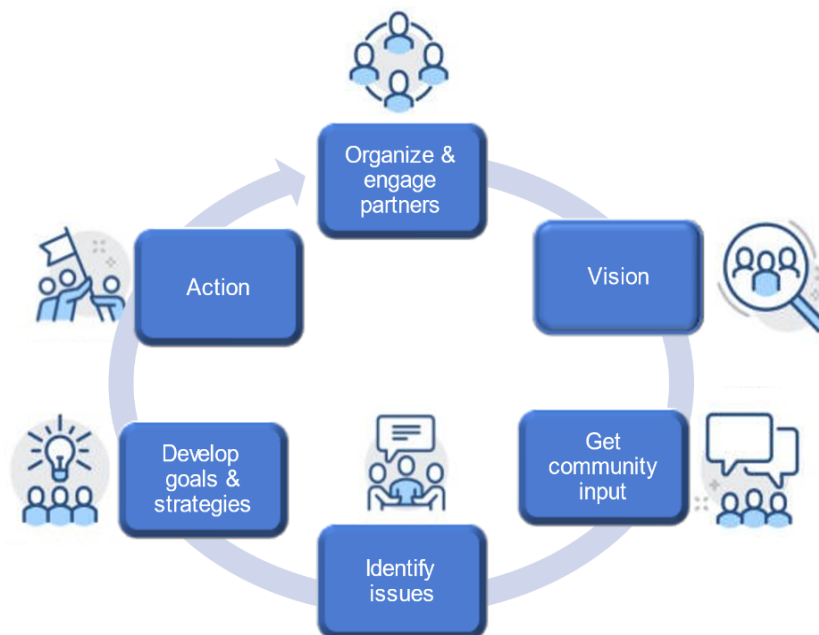 Organize &
engage
partners
Vision
Get
community
input
Identify
issues
Develop
goals &
strategies
Action